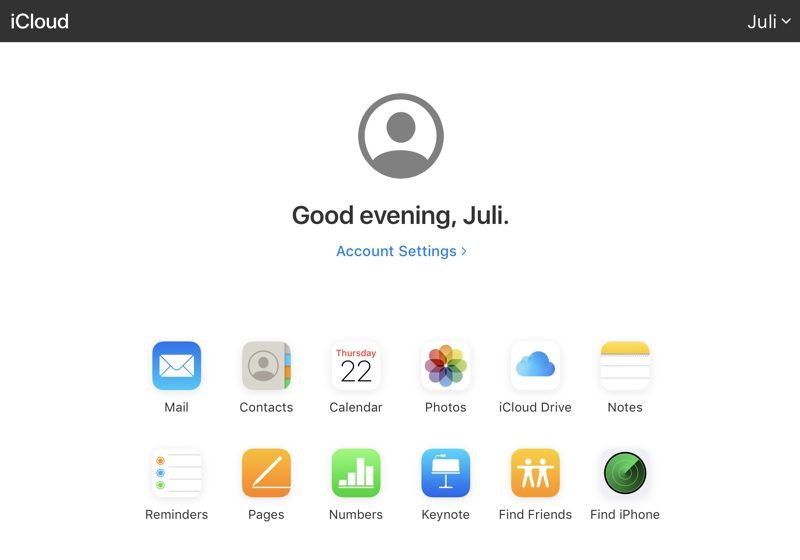 iCloud
Juli
Good evening, Juli.
Account Settings >
Thursday
22
Mail
Contacts
Calendar
Photos
iCloud Drive
Notes
Reminders
Pages
Numbers
Keynote
Find Friends
Find iPhone